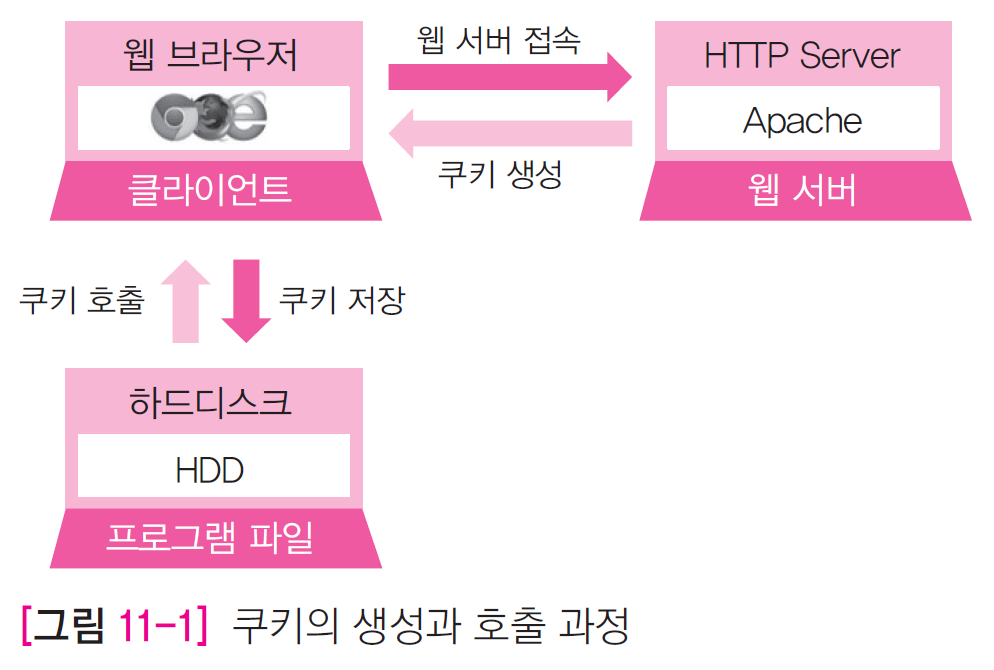 웹 브라우저
클라이언트
웹 서버 접속
쿠키 생성
HTTP Server
Apache
웹 서버
쿠키 호출
쿠키 저장
하드디스크
HDD
프로그램 파일
[그림 11-1] 쿠키의 생성과 호출 과정